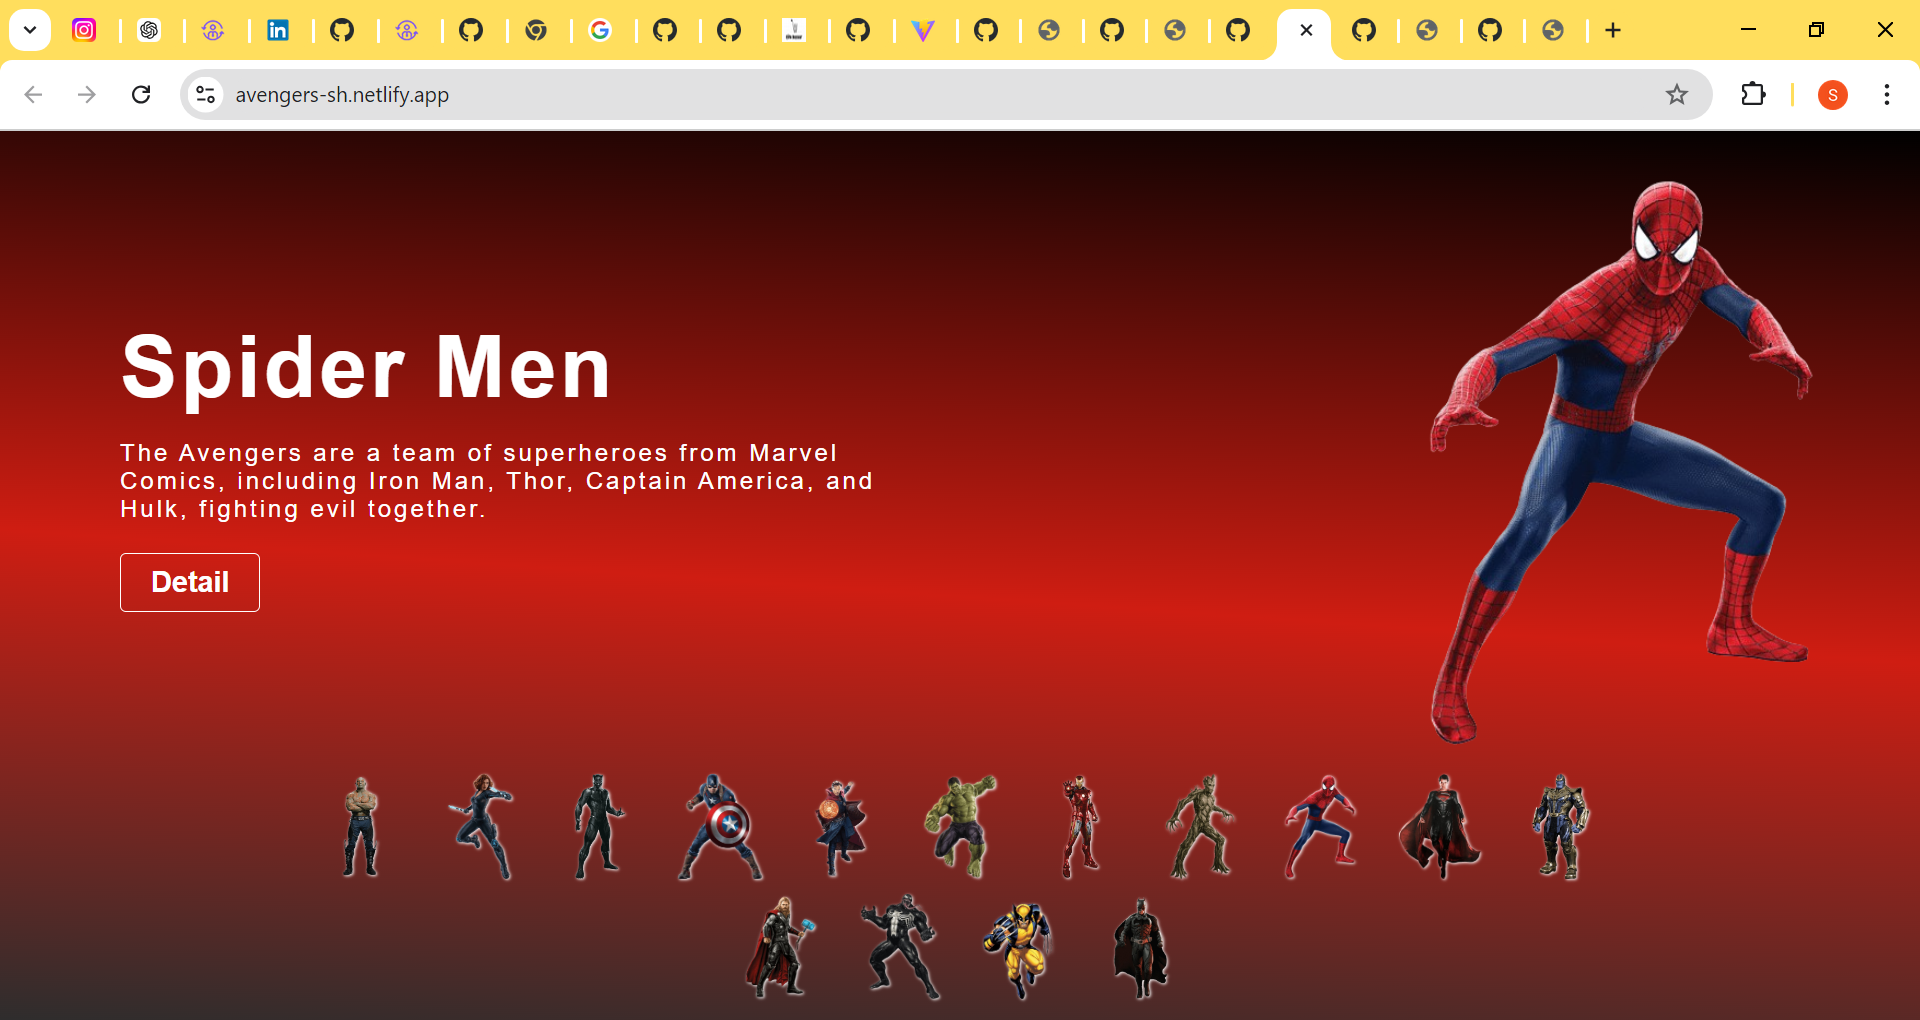 avengers-sh.netlify.app
S
Spider Men
The Avengers are a team of superheroes from Marvel
Comics, including Iron Man, Thor, Captain America, and
Hulk, fighting evil together.
Detail